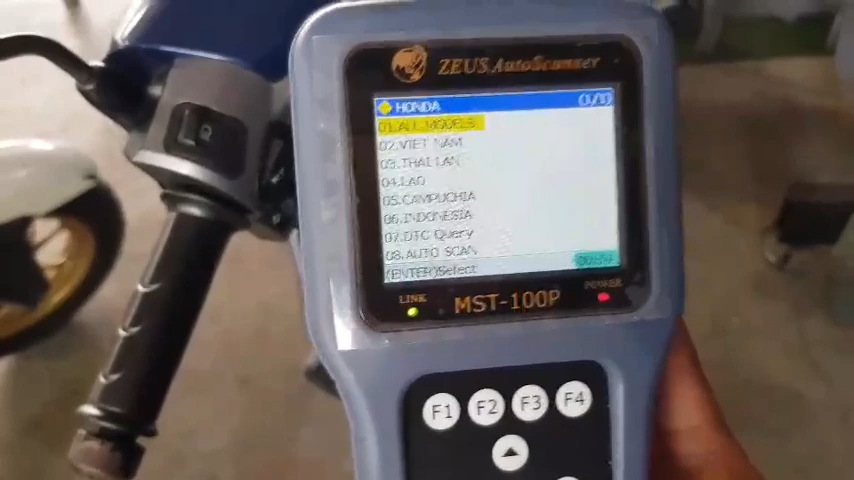 ZEUS AutoScanner
HONDA (1/10)
01.ALL MODELS
02.VIET NAM
03.THAI LAN
04.LAO
05.CAMPUCHIA
06.INDONESIA
07.DTC Query
08.AUTO SCAN
(ENTER)Select
LINK MST-100P POWER
F1 F2 F3 F4